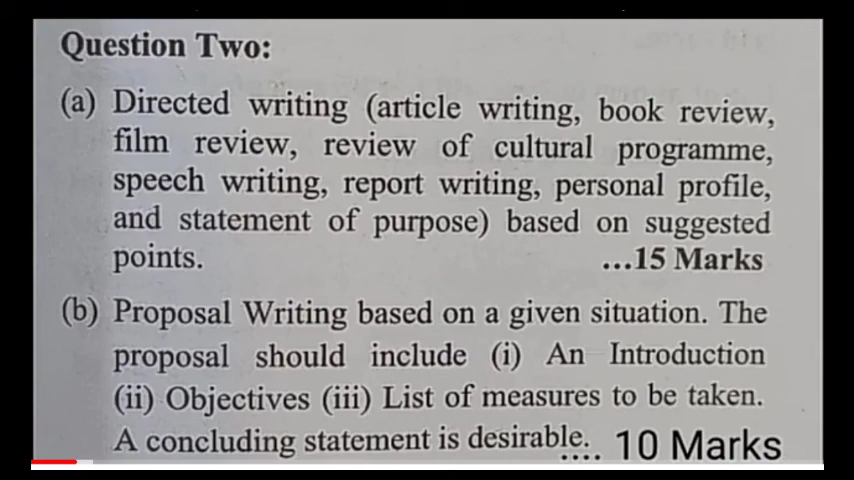 Question Two:
(a) Directed writing (article writing, book review,
film review, review of cultural programme,
speech writing, report writing, personal profile,
and statement of purpose) based on suggested
points. ...15 Marks
(b) Proposal Writing based on a given situation. The
proposal should include (i) An Introduction
(ii) Objectives (iii) List of measures to be taken.
A concluding statement is desirable. .... 10 Marks